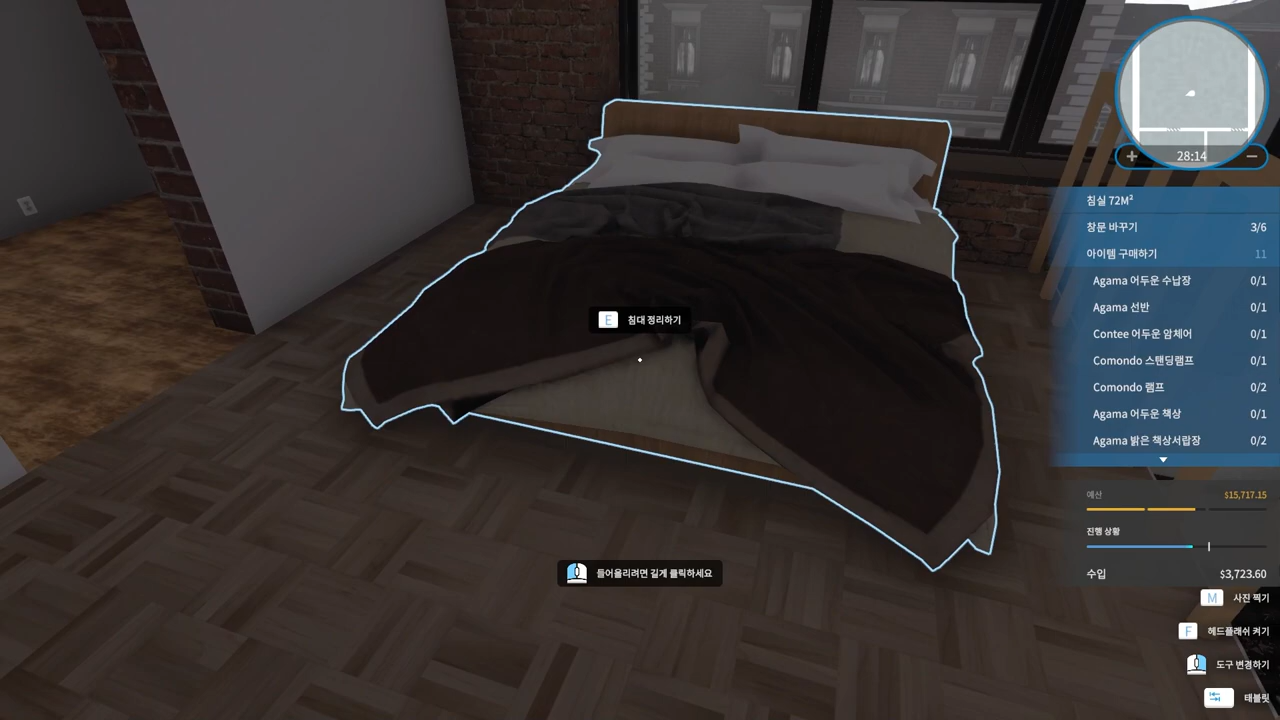 28:14
침실 72M²
창문 바꾸기 3/6
아이템 구매하기 11
Agama 어두운 수납장 0/1
Agama 선반 0/1
Contee 어두운 암체어 0/1
Comondo 스탠딩램프 0/1
Comondo 램프 0/2
Agama 어두운 책상 0/1
Agama 밝은 책상서랍장 0/2
E 침대 정리하기
예산 $15,717.15
진행 상황
수입 $3,723.60
들어올리려면 길게 클릭하세요
M 사진 찍기
F 헤드플래쉬 켜기
도구 변경하기
태블릿